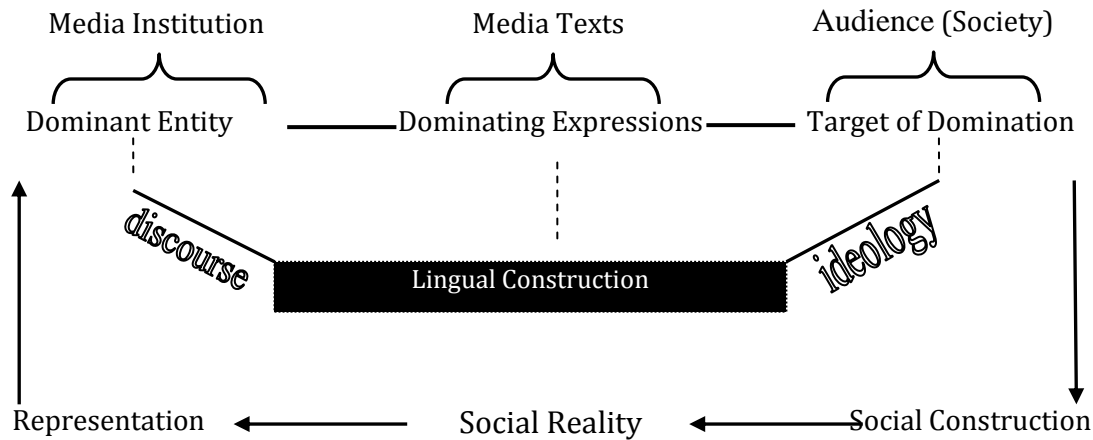 Media Institution
Media Texts
Audience (Society)
Dominant Entity
Dominating Expressions
Target of Domination
discourse
ideology
Lingual Construction
Representation
Social Reality
Social Construction